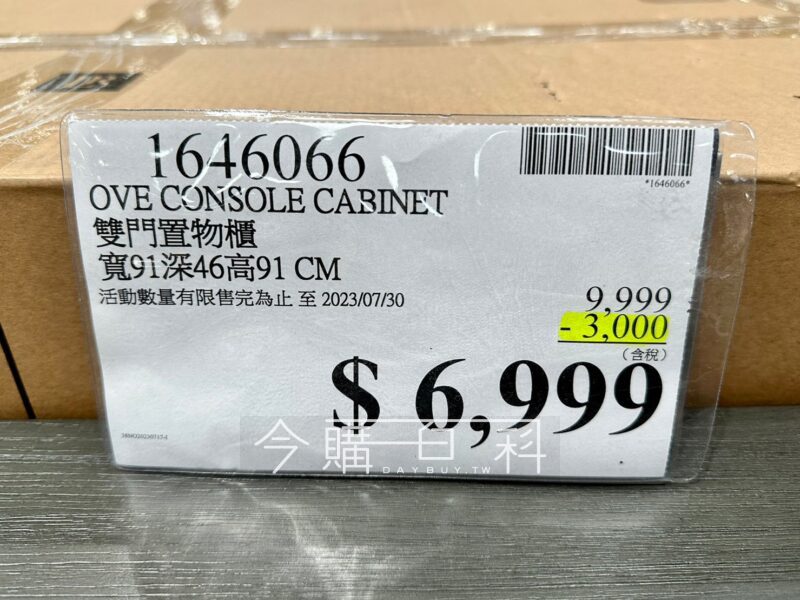 1646066
*1646066*
OVE CONSOLE CABINET
雙門置物櫃
寬91深46高91 CM
活動數量有限售完為止 至 2023/07/30
9,999
- 3,000
(含稅)
$ 6,999
今購百科
DAYBUY.TW